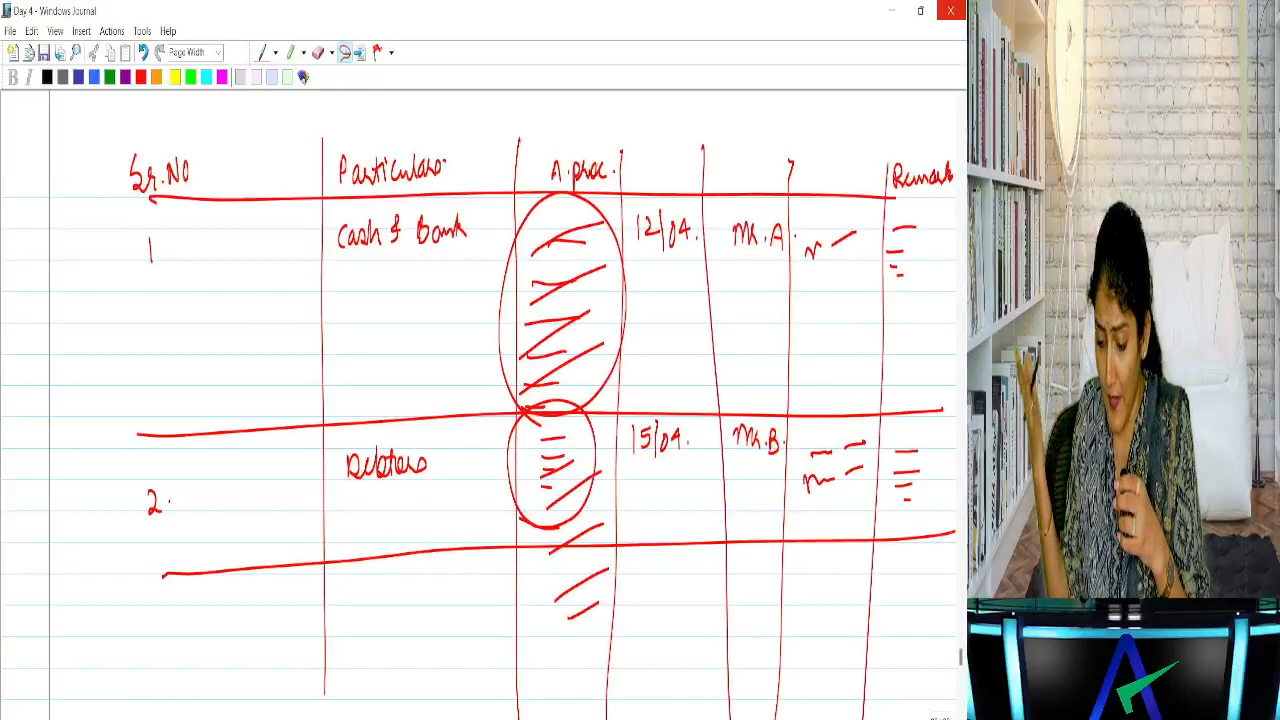 Day 4 - Windows Journal
File Edit View Insert Actions Tools Help
Page Width
B I
Sr.No Particulars A.proc. Remark
1 Cash & Bank 12/04. Mr.A.
2. Debtors 15/04. Mr.B.